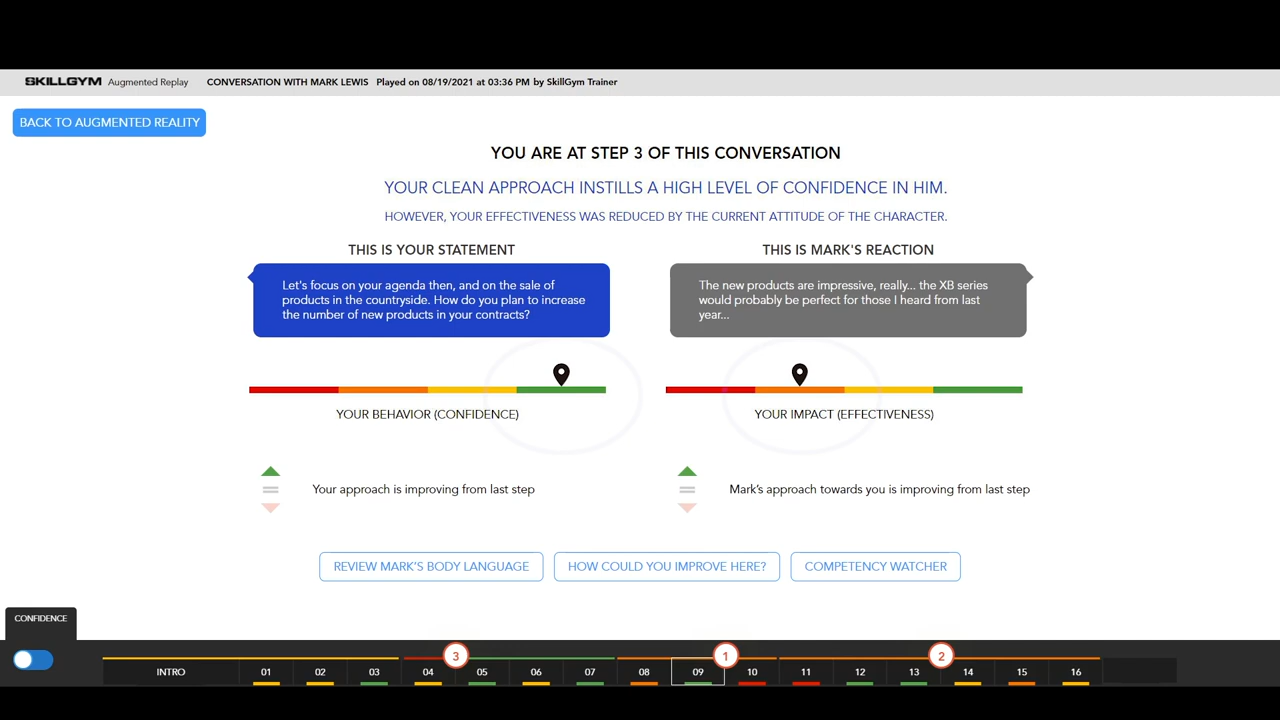 SKILLGYM Augmented Replay CONVERSATION WITH MARK LEWIS Played on 08/19/2021 at 03:36 PM by SkillGym Trainer
BACK TO AUGMENTED REALITY
YOU ARE AT STEP 3 OF THIS CONVERSATION
YOUR CLEAN APPROACH INSTILLS A HIGH LEVEL OF CONFIDENCE IN HIM.
HOWEVER, YOUR EFFECTIVENESS WAS REDUCED BY THE CURRENT ATTITUDE OF THE CHARACTER.
THIS IS YOUR STATEMENT
Let's focus on your agenda then, and on the sale of
products in the countryside. How do you plan to increase
the number of new products in your contracts?
YOUR BEHAVIOR (CONFIDENCE)
Your approach is improving from last step
THIS IS MARK'S REACTION
The new products are impressive, really... the XB series
would probably be perfect for those I heard from last
year...
YOUR IMPACT (EFFECTIVENESS)
Mark's approach towards you is improving from last step
REVIEW MARK'S BODY LANGUAGE
HOW COULD YOU IMPROVE HERE?
COMPETENCY WATCHER
CONFIDENCE
3 1 2
INTRO 01 02 03 04 05 06 07 08 09 10 11 12 13 14 15 16